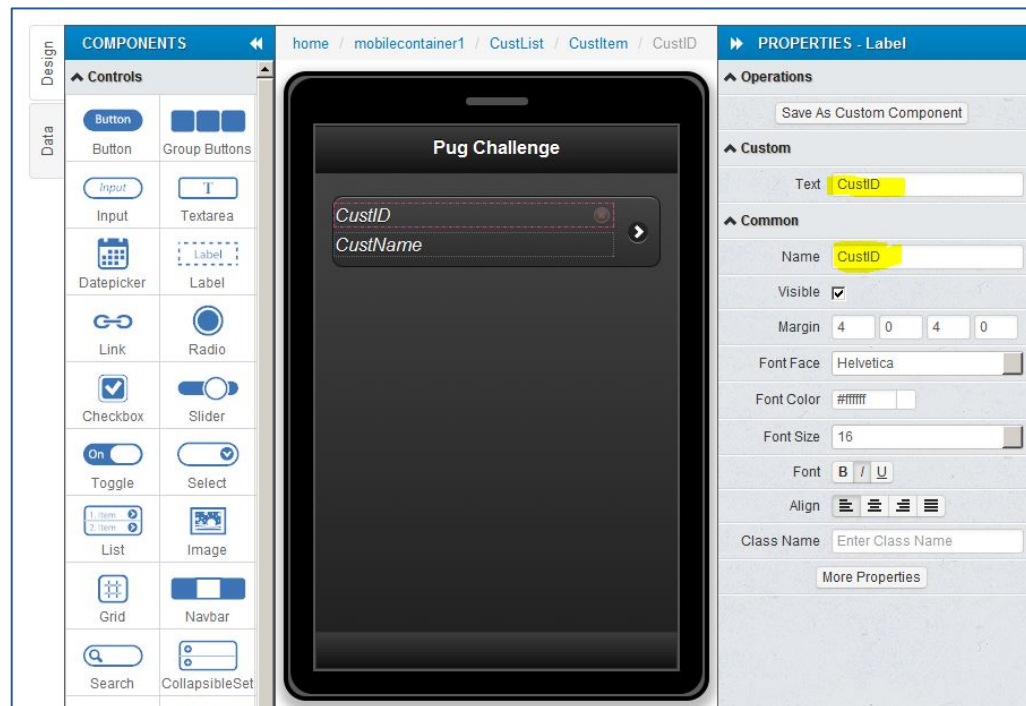 Design
Data
COMPONENTS
Controls
Button
Button
Group Buttons
Input
Input
T
Textarea
Datepicker
Label
Label
Link
Radio
Checkbox
Slider
On
Toggle
Select
1. Item
2. Item
List
Image
Grid
Navbar
Search
CollapsibleSet
home / mobilecontainer1 / CustList / CustItem / CustID
Pug Challenge
CustID
CustName
PROPERTIES - Label
Operations
Save As Custom Component
Custom
Text CustID
Common
Name CustID
Visible
Margin 4 0 4 0
Font Face Helvetica
Font Color #ffffff
Font Size 16
Font B I U
Align
Class Name Enter Class Name
More Properties